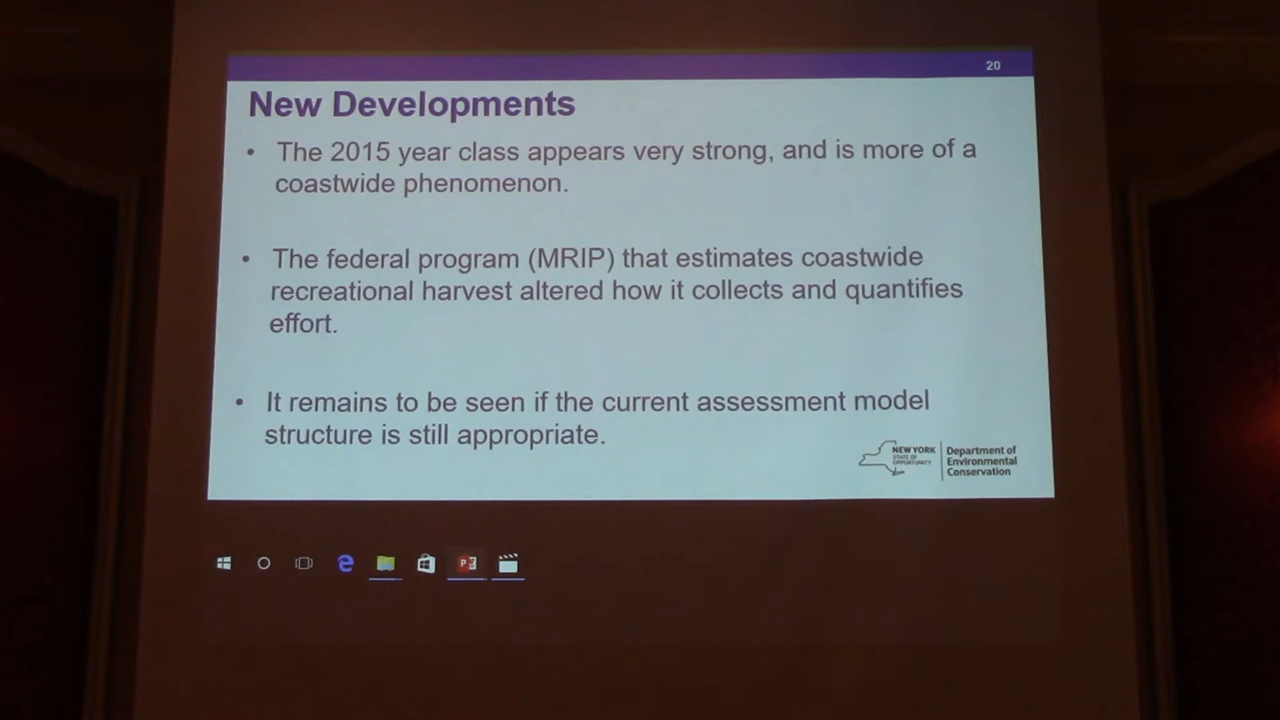 20
New Developments
• The 2015 year class appears very strong, and is more of a
coastwide phenomenon.
• The federal program (MRIP) that estimates coastwide
recreational harvest altered how it collects and quantifies
effort.
• It remains to be seen if the current assessment model
structure is still appropriate.
NEW YORK
STATE OF
OPPORTUNITY
Department of
Environmental
Conservation